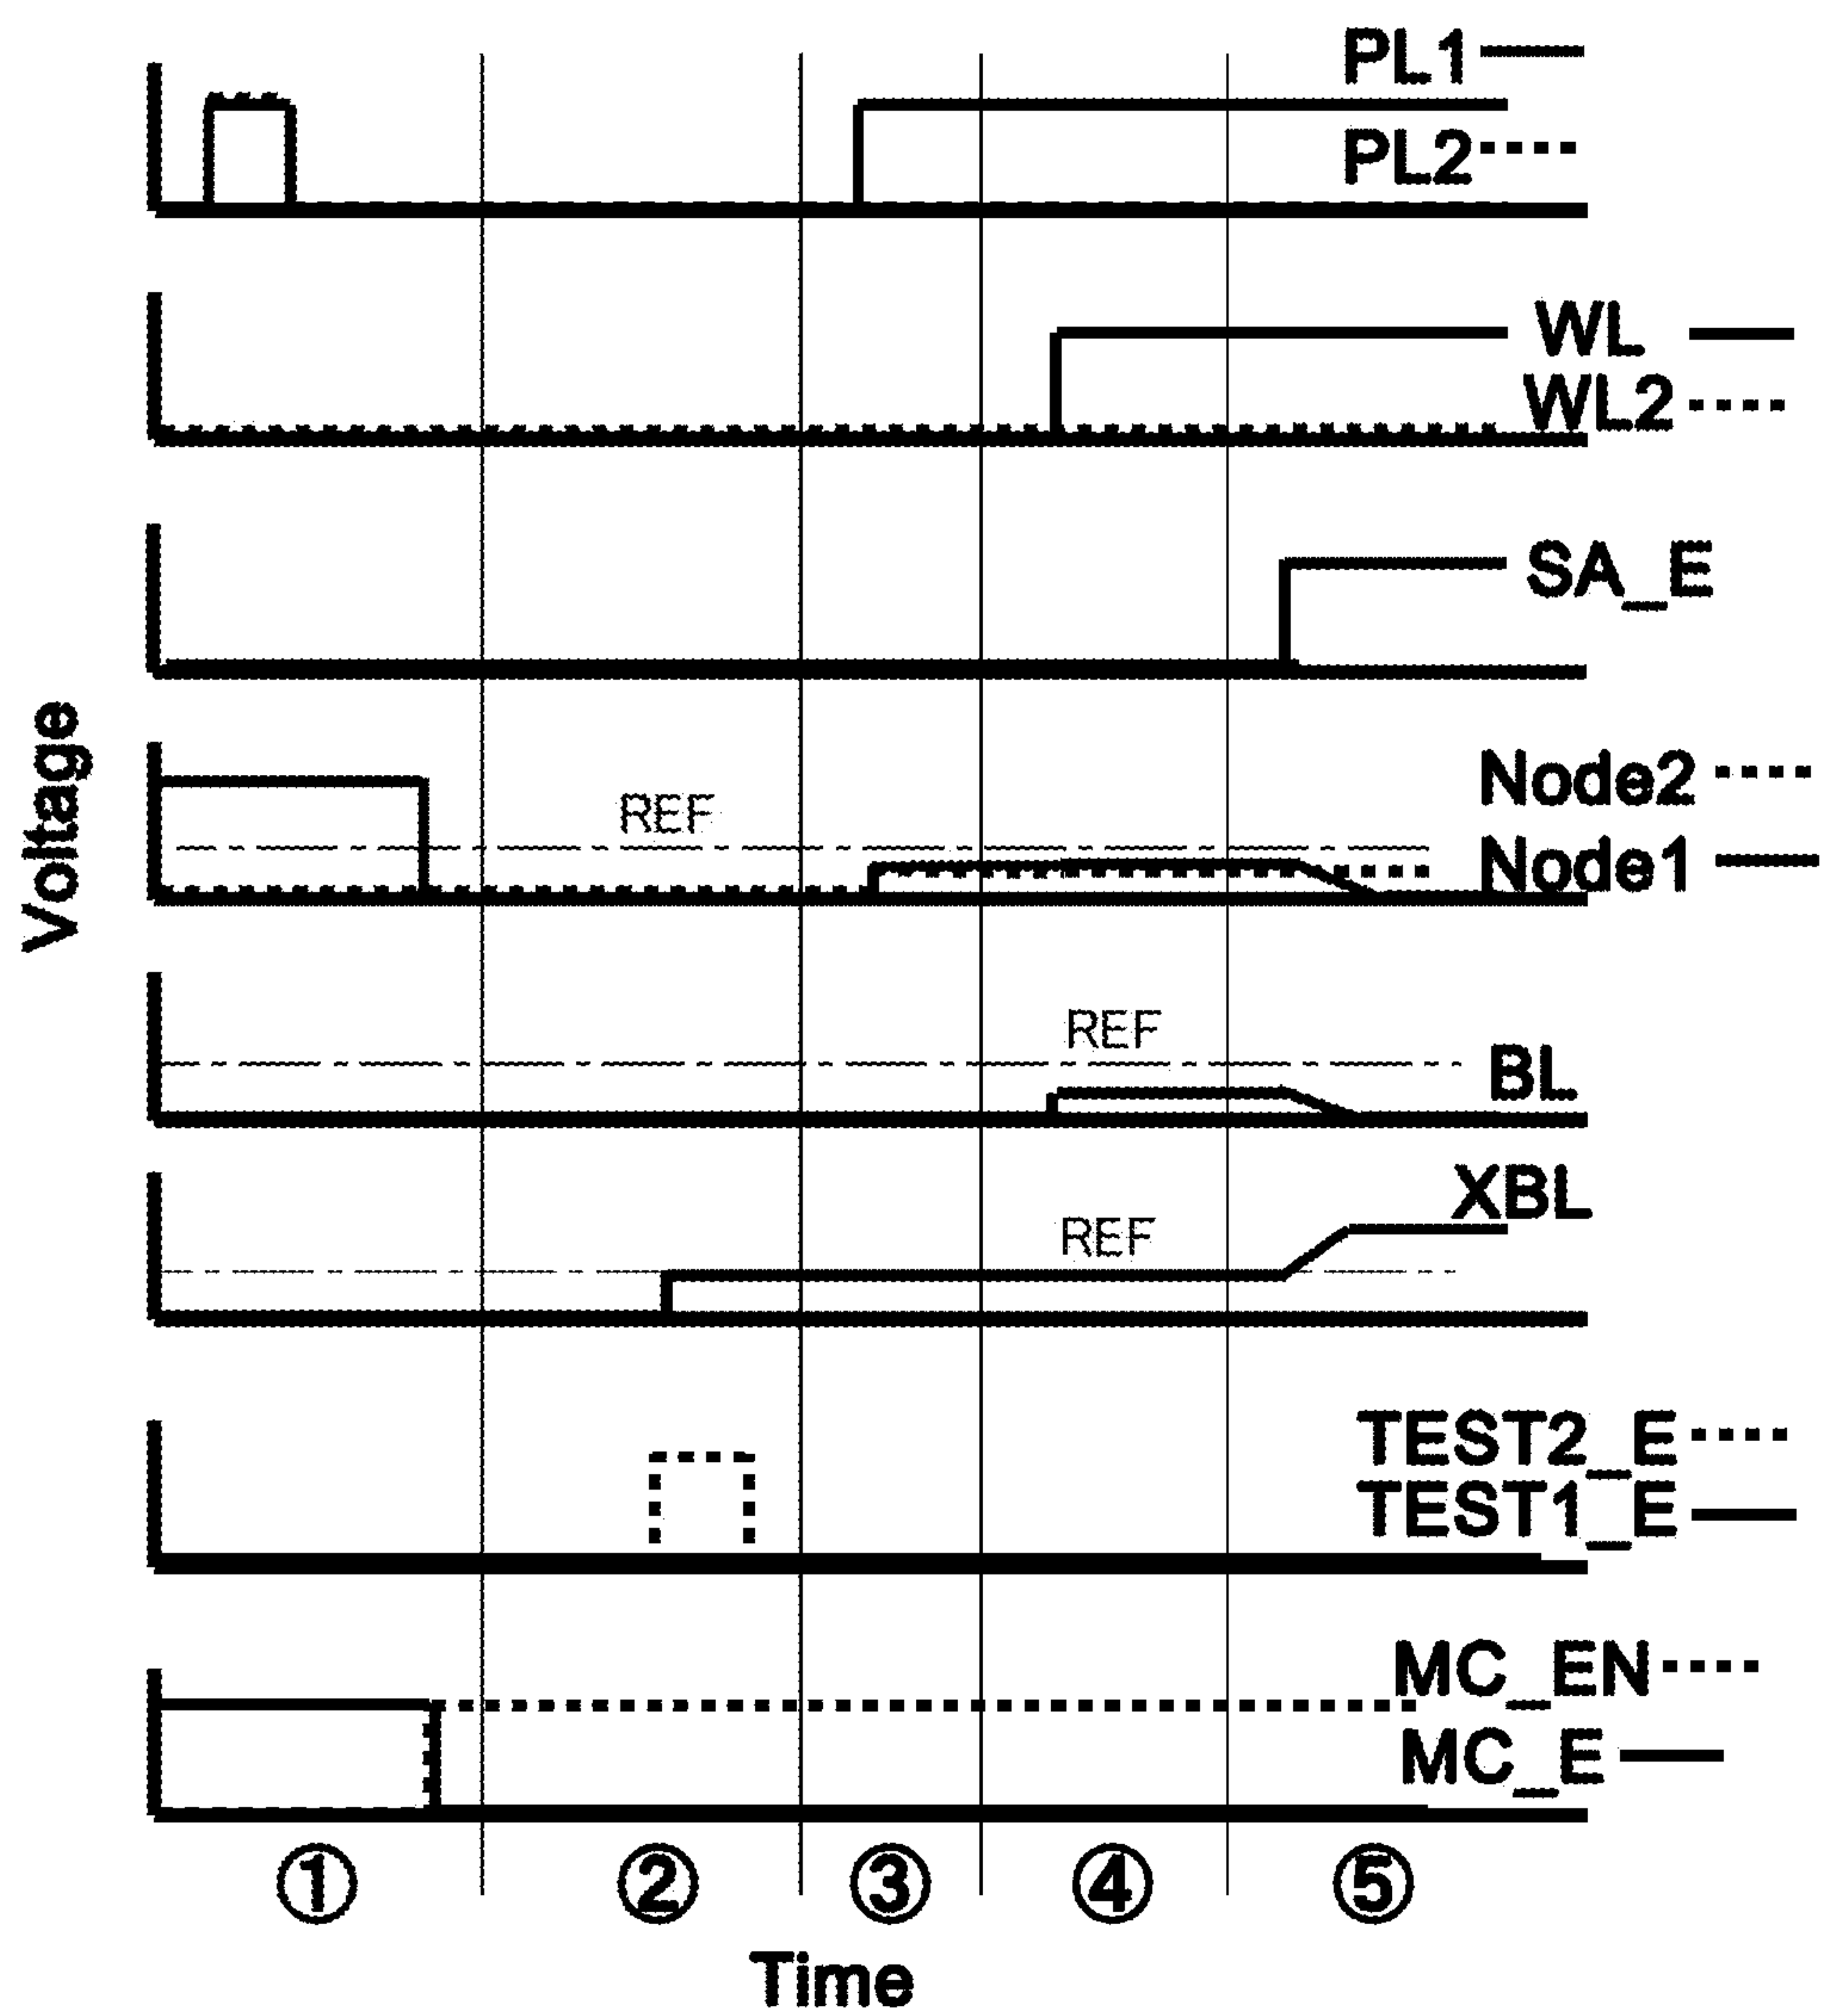 PL1
PL2
WL
WL2
SA_E
Voltage
REF
Node2
Node1
REF
BL
REF
XBL
TEST2_E
TEST1_E
MC_EN
MC_E
① ② ③ ④ ⑤
Time